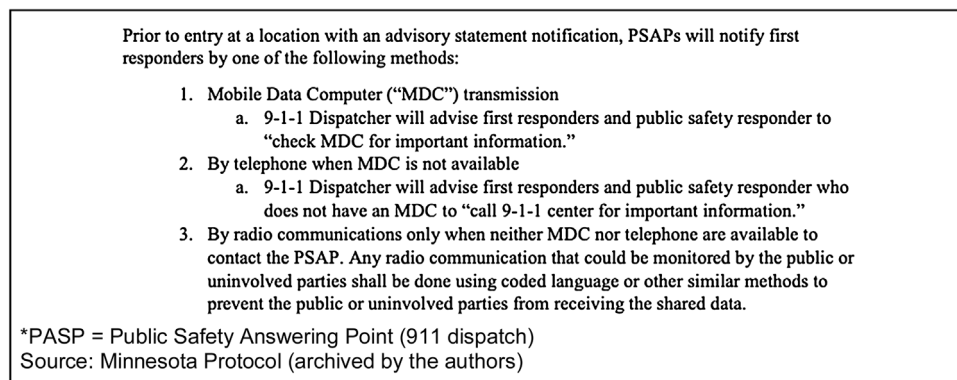 Prior to entry at a location with an advisory statement notification, PSAPs will notify first
responders by one of the following methods:
1. Mobile Data Computer (“MDC”) transmission
a. 9-1-1 Dispatcher will advise first responders and public safety responder to
“check MDC for important information.”
2. By telephone when MDC is not available
a. 9-1-1 Dispatcher will advise first responders and public safety responder who
does not have an MDC to “call 9-1-1 center for important information.”
3. By radio communications only when neither MDC nor telephone are available to
contact the PSAP. Any radio communication that could be monitored by the public or
uninvolved parties shall be done using coded language or other similar methods to
prevent the public or uninvolved parties from receiving the shared data.
*PASP = Public Safety Answering Point (911 dispatch)
Source: Minnesota Protocol (archived by the authors)